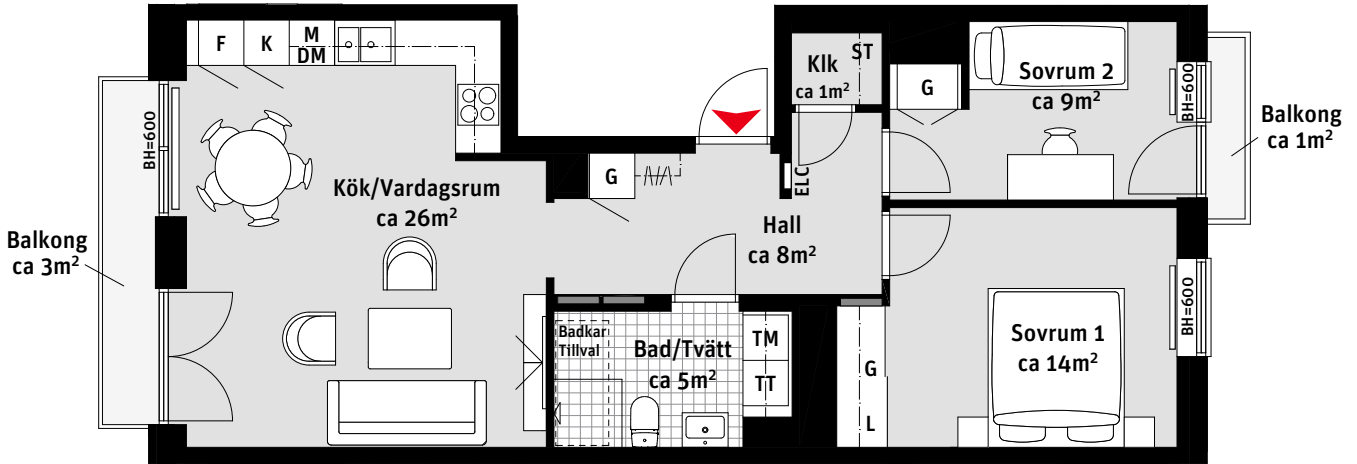 F
K
M
DM
Klk
ca 1m²
ST
G
Sovrum 2
ca 9m²
BH=600
Balkong
ca 1m²
BH=600
Kök/Vardagsrum
ca 26m²
G
ELC
Hall
ca 8m²
Balkong
ca 3m²
Badkar
Tillval
Bad/Tvätt
ca 5m²
TM
TT
G
L
Sovrum 1
ca 14m²
BH=600